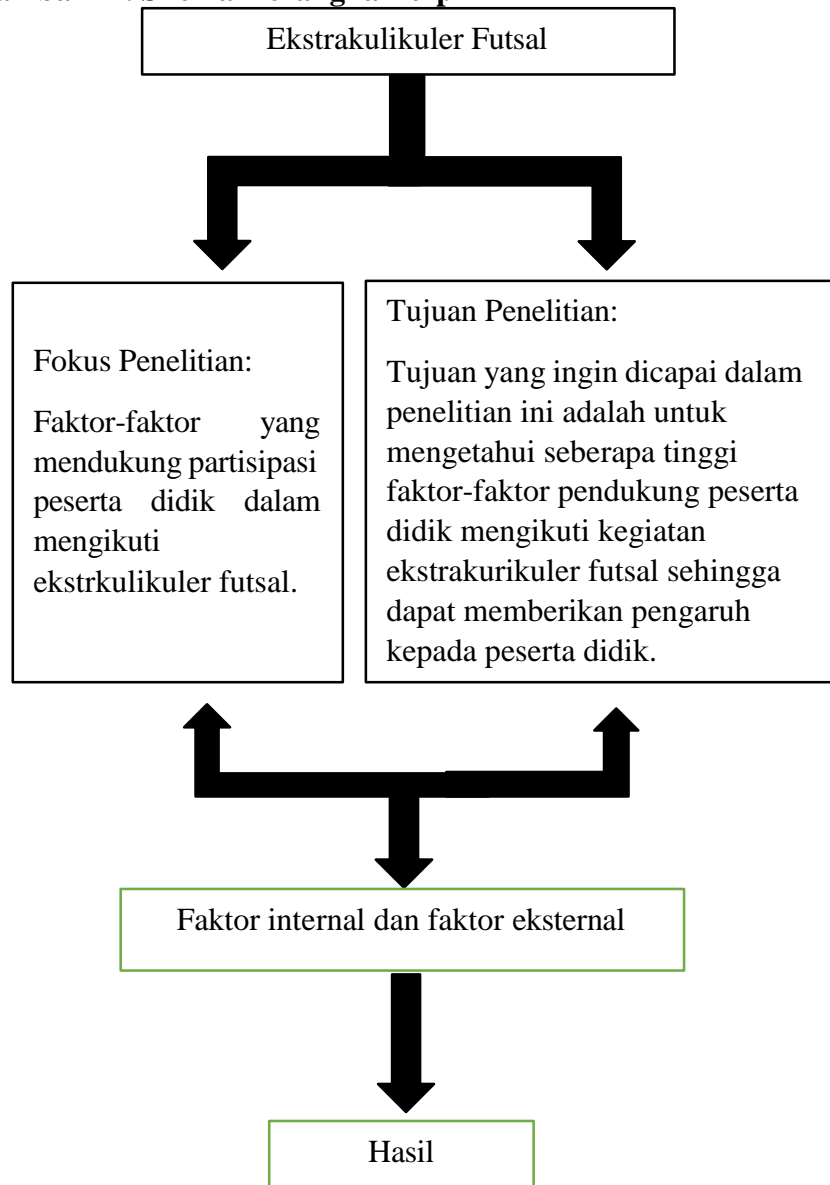 Ekstrakulikuler Futsal
Fokus Penelitian:
Faktor-faktor yang
mendukung partisipasi
peserta didik dalam
mengikuti
ekstrkulikuler futsal.
Tujuan Penelitian:
Tujuan yang ingin dicapai dalam
penelitian ini adalah untuk
mengetahui seberapa tinggi
faktor-faktor pendukung peserta
didik mengikuti kegiatan
ekstrakurikuler futsal sehingga
dapat memberikan pengaruh
kepada peserta didik.
Faktor internal dan faktor eksternal
Hasil